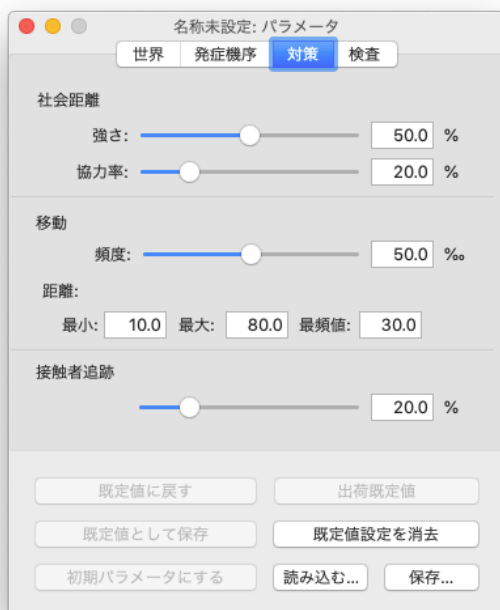 名称未設定: パラメータ
世界 発症機序 対策 検査
社会距離
強さ: 50.0 %
協力率: 20.0 %
移動
頻度: 50.0 ‰
距離:
最小: 10.0 最大: 80.0 最頻値: 30.0
接触者追跡
20.0 %
既定値に戻す 出荷既定値
既定値として保存 既定値設定を消去
初期パラメータにする 読み込む... 保存...